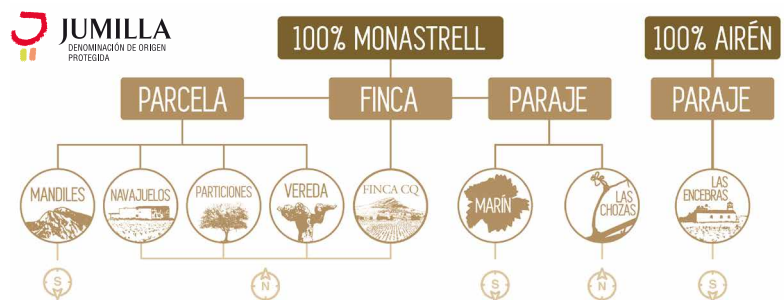 JUMILLA
DENOMINACIÓN DE ORIGEN
PROTEGIDA
100% MONASTRELL
100% AIRÉN
PARCELA
FINCA
PARAJE
PARAJE
MANDILES
NAVAJUELOS
PARTICIONES
VEREDA
FINCA CQ
MARÍN
LAS
CHOZAS
LAS
ENCEBRAS
S
N
S
N
S